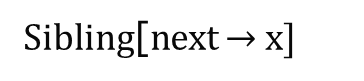 Sibling[next → x]